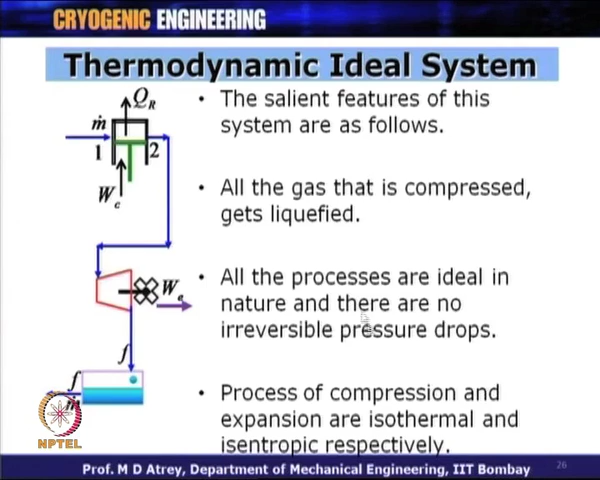 CRYOGENIC ENGINEERING
Thermodynamic Ideal System
Q_R
ṁ
1
2
W_c
W_e
f
f
ṁ
• The salient features of this
system are as follows.
• All the gas that is compressed,
gets liquefied.
• All the processes are ideal in
nature and there are no
irreversible pressure drops.
• Process of compression and
expansion are isothermal and
isentropic respectively.
NPTEL
Prof. M D Atrey, Department of Mechanical Engineering, IIT Bombay
26